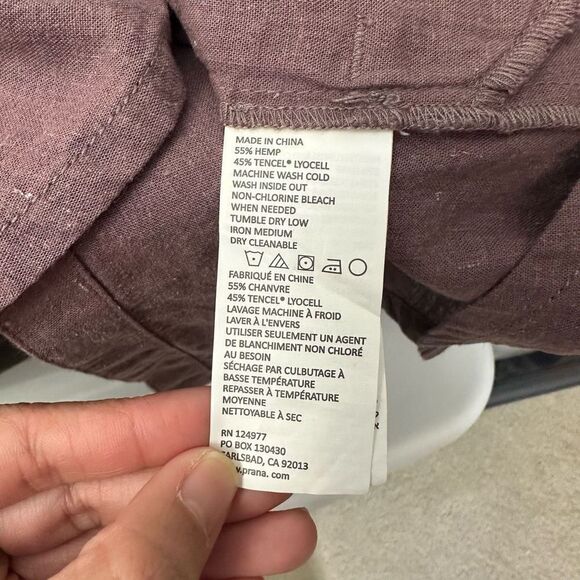 MADE IN CHINA
55% HEMP
45% TENCEL® LYOCELL
MACHINE WASH COLD
WASH INSIDE OUT
NON-CHLORINE BLEACH
WHEN NEEDED
TUMBLE DRY LOW
IRON MEDIUM
DRY CLEANABLE
FABRIQUÉ EN CHINE
55% CHANVRE
45% TENCEL® LYOCELL
LAVAGE MACHINE À FROID
LAVER À L'ENVERS
UTILISER SEULEMENT UN AGENT
DE BLANCHIMENT NON CHLORÉ
AU BESOIN
SÉCHAGE PAR CULBUTAGE À
BASSE TEMPÉRATURE
REPASSER À TEMPÉRATURE
MOYENNE
NETTOYABLE À SEC
RN 124977
PO BOX 130430
CARLSBAD, CA 92013
www.prana. com